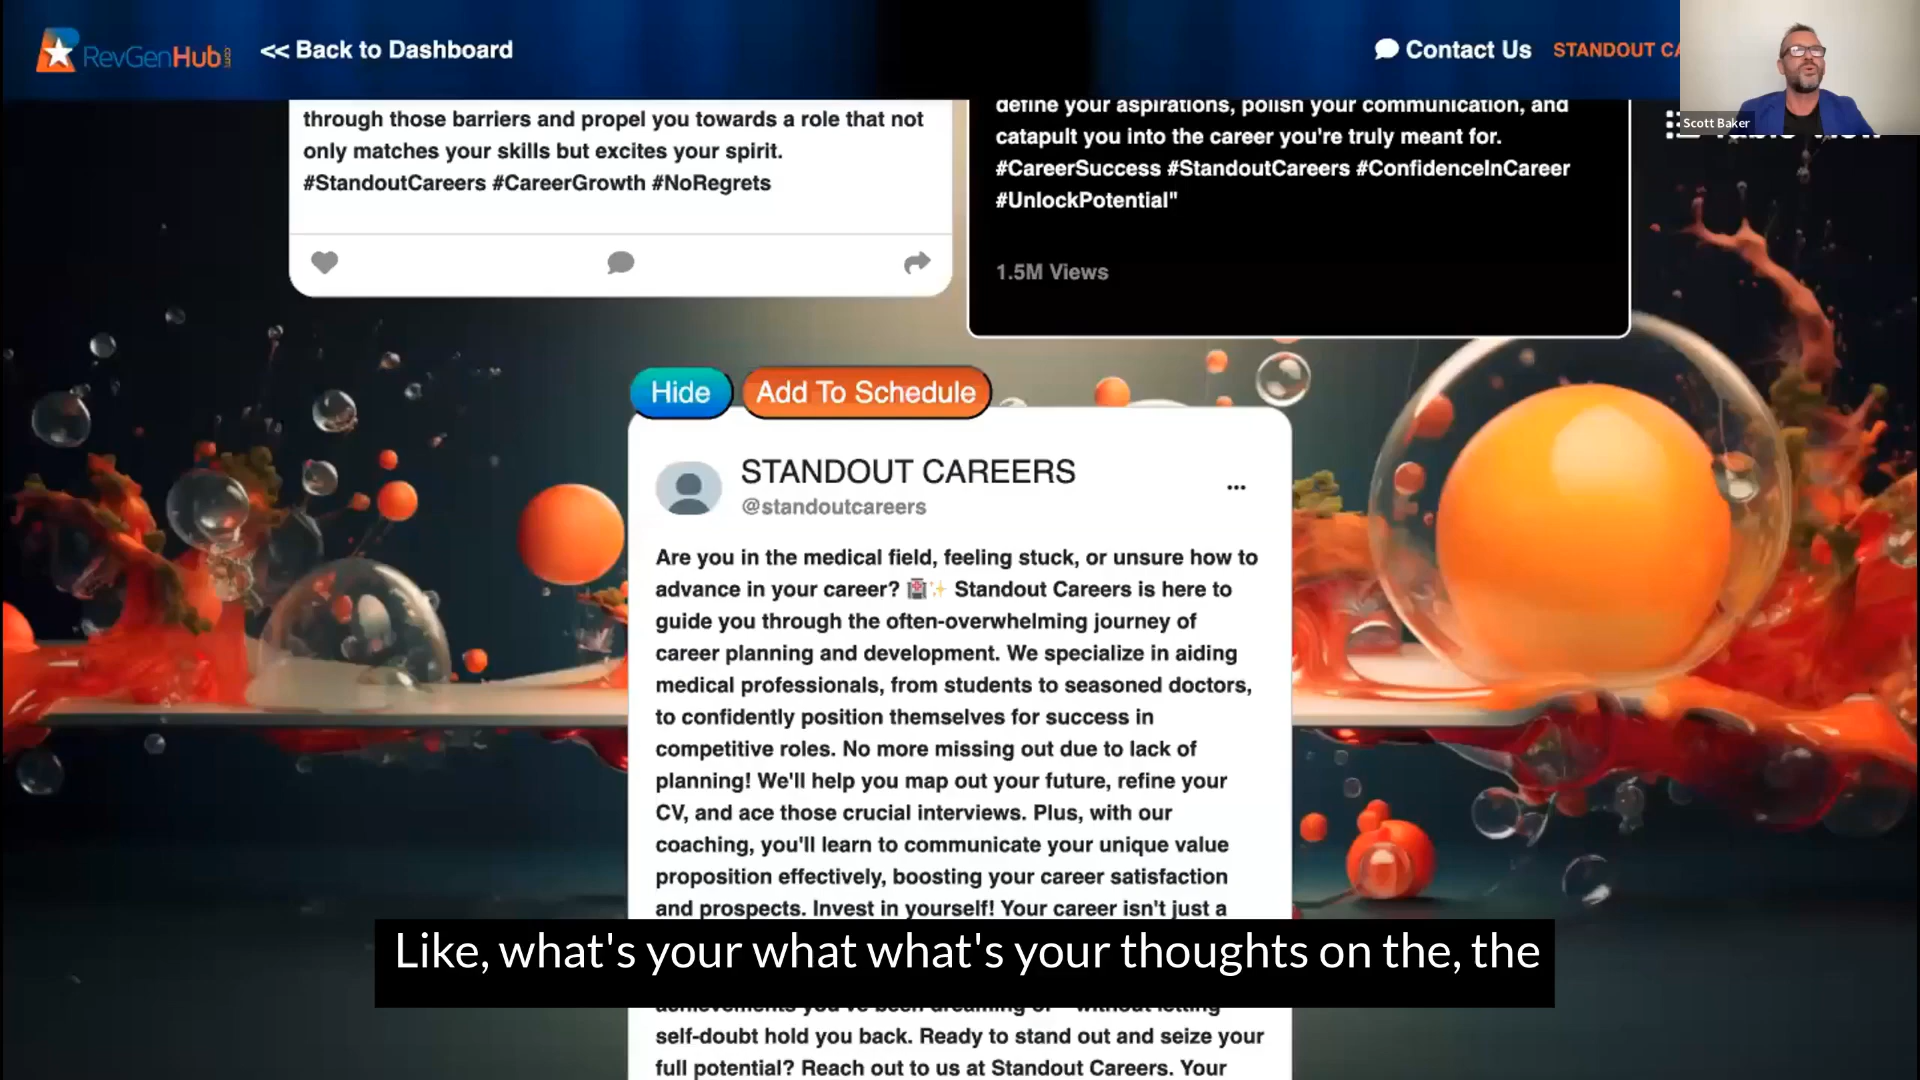 RevGenHub.com
<< Back to Dashboard
Contact Us
STANDOUT
Scott Baker
through those barriers and propel you towards a role that not
only matches your skills but excites your spirit.
#StandoutCareers #CareerGrowth #NoRegrets
define your aspirations, polish your communication, and
catapult you into the career you're truly meant for.
#CareerSuccess #StandoutCareers #ConfidenceInCareer
#UnlockPotential"
1.5M Views
Hide
Add To Schedule
STANDOUT CAREERS
@standoutcareers
...
Are you in the medical field, feeling stuck, or unsure how to
advance in your career? 🏥✨ Standout Careers is here to
guide you through the often-overwhelming journey of
career planning and development. We specialize in aiding
medical professionals, from students to seasoned doctors,
to confidently position themselves for success in
competitive roles. No more missing out due to lack of
planning! We'll help you map out your future, refine your
CV, and ace those crucial interviews. Plus, with our
coaching, you'll learn to communicate your unique value
proposition effectively, boosting your career satisfaction
and prospects. Invest in yourself! Your career isn't just a
Like, what's your what what's your thoughts on the, the
self-doubt hold you back. Ready to stand out and seize your
full potential? Reach out to us at Standout Careers. Your